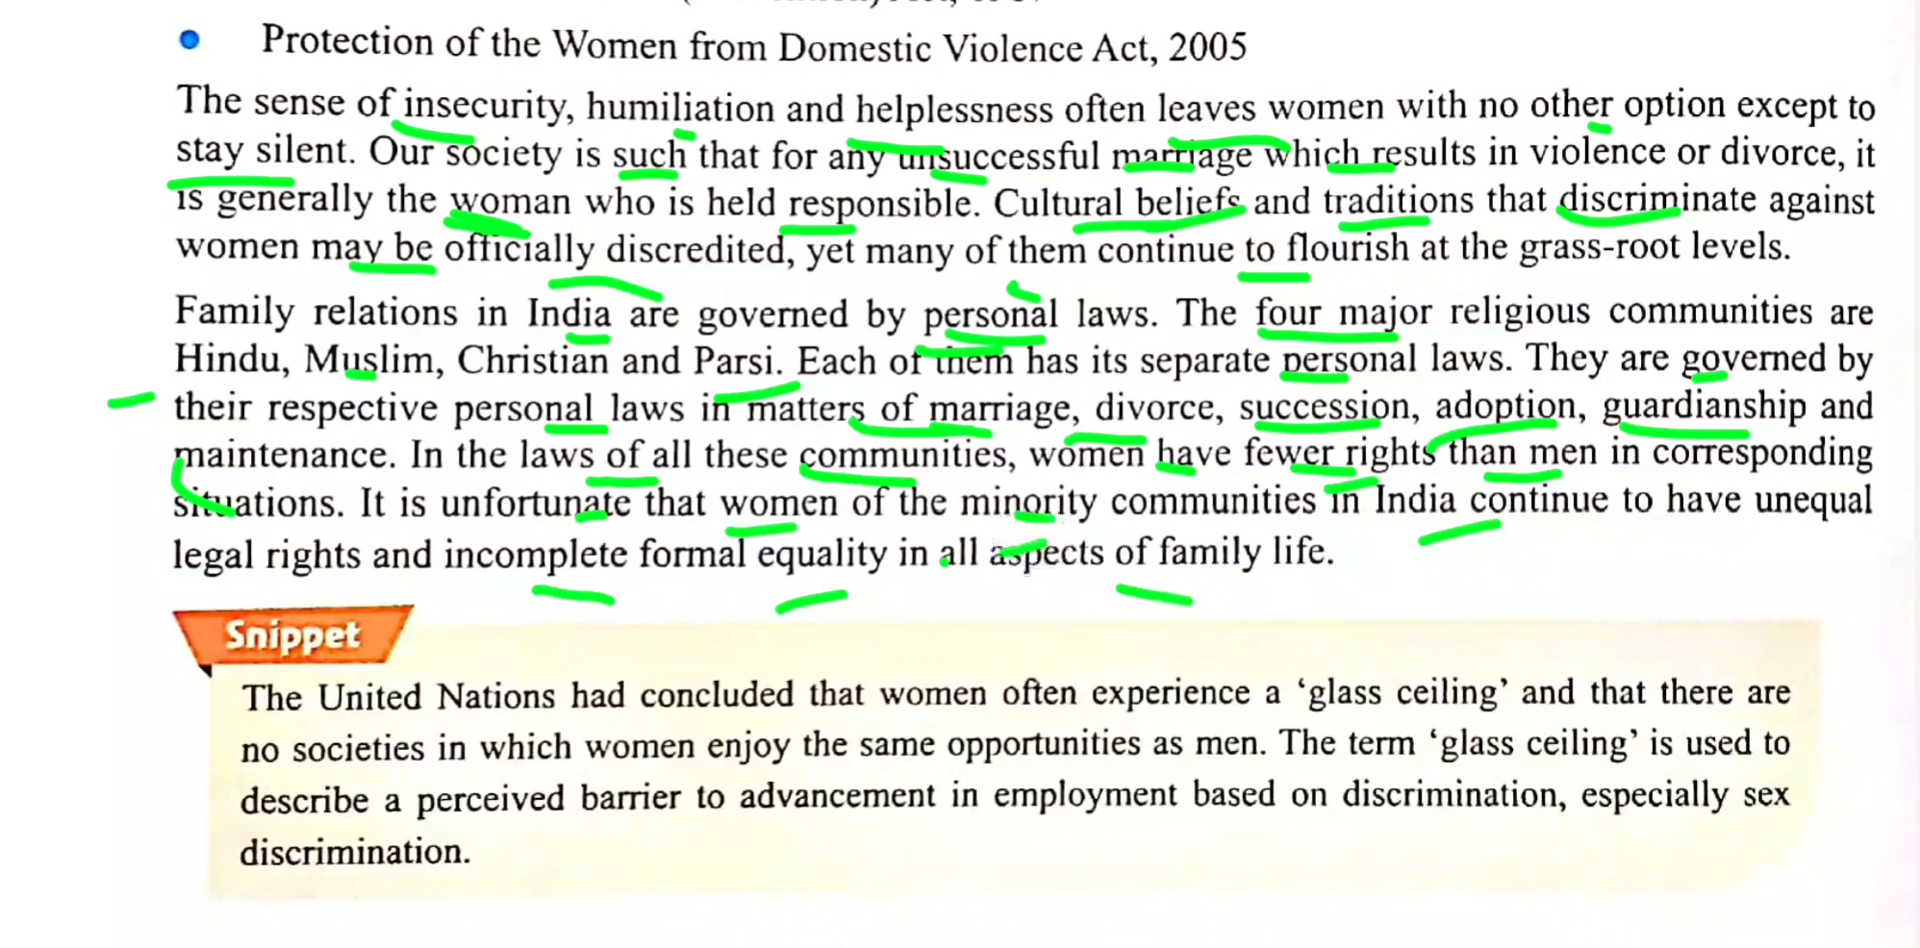 • Protection of the Women from Domestic Violence Act, 2005
The sense of insecurity, humiliation and helplessness often leaves women with no other option except to
stay silent. Our society is such that for any unsuccessful marriage which results in violence or divorce, it
is generally the woman who is held responsible. Cultural beliefs and traditions that discriminate against
women may be officially discredited, yet many of them continue to flourish at the grass-root levels.
Family relations in India are governed by personal laws. The four major religious communities are
Hindu, Muslim, Christian and Parsi. Each of them has its separate personal laws. They are governed by
their respective personal laws in matters of marriage, divorce, succession, adoption, guardianship and
maintenance. In the laws of all these communities, women have fewer rights than men in corresponding
situations. It is unfortunate that women of the minority communities in India continue to have unequal
legal rights and incomplete formal equality in all aspects of family life.
Snippet
The United Nations had concluded that women often experience a ‘glass ceiling’ and that there are
no societies in which women enjoy the same opportunities as men. The term ‘glass ceiling’ is used to
describe a perceived barrier to advancement in employment based on discrimination, especially sex
discrimination.